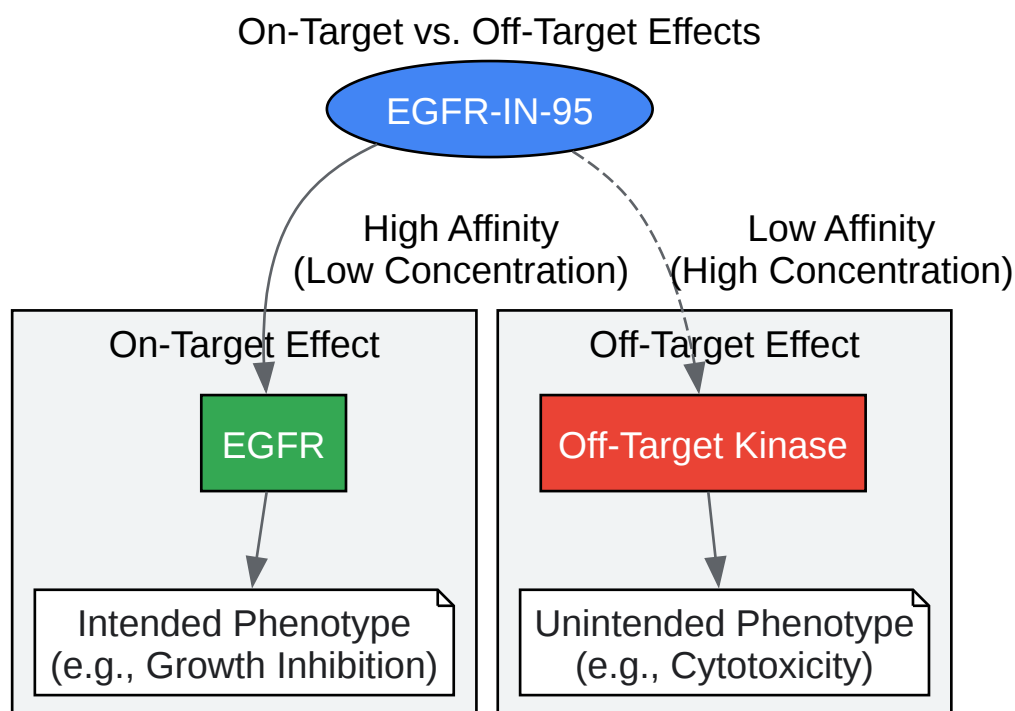 On-Target vs. Off-Target Effects
EGFR-IN-95
High Affinity
(Low Concentration)
Low Affinity
(High Concentration)
On-Target Effect
EGFR
Intended Phenotype
(e.g., Growth Inhibition)
Off-Target Effect
Off-Target Kinase
Unintended Phenotype
(e.g., Cytotoxicity)